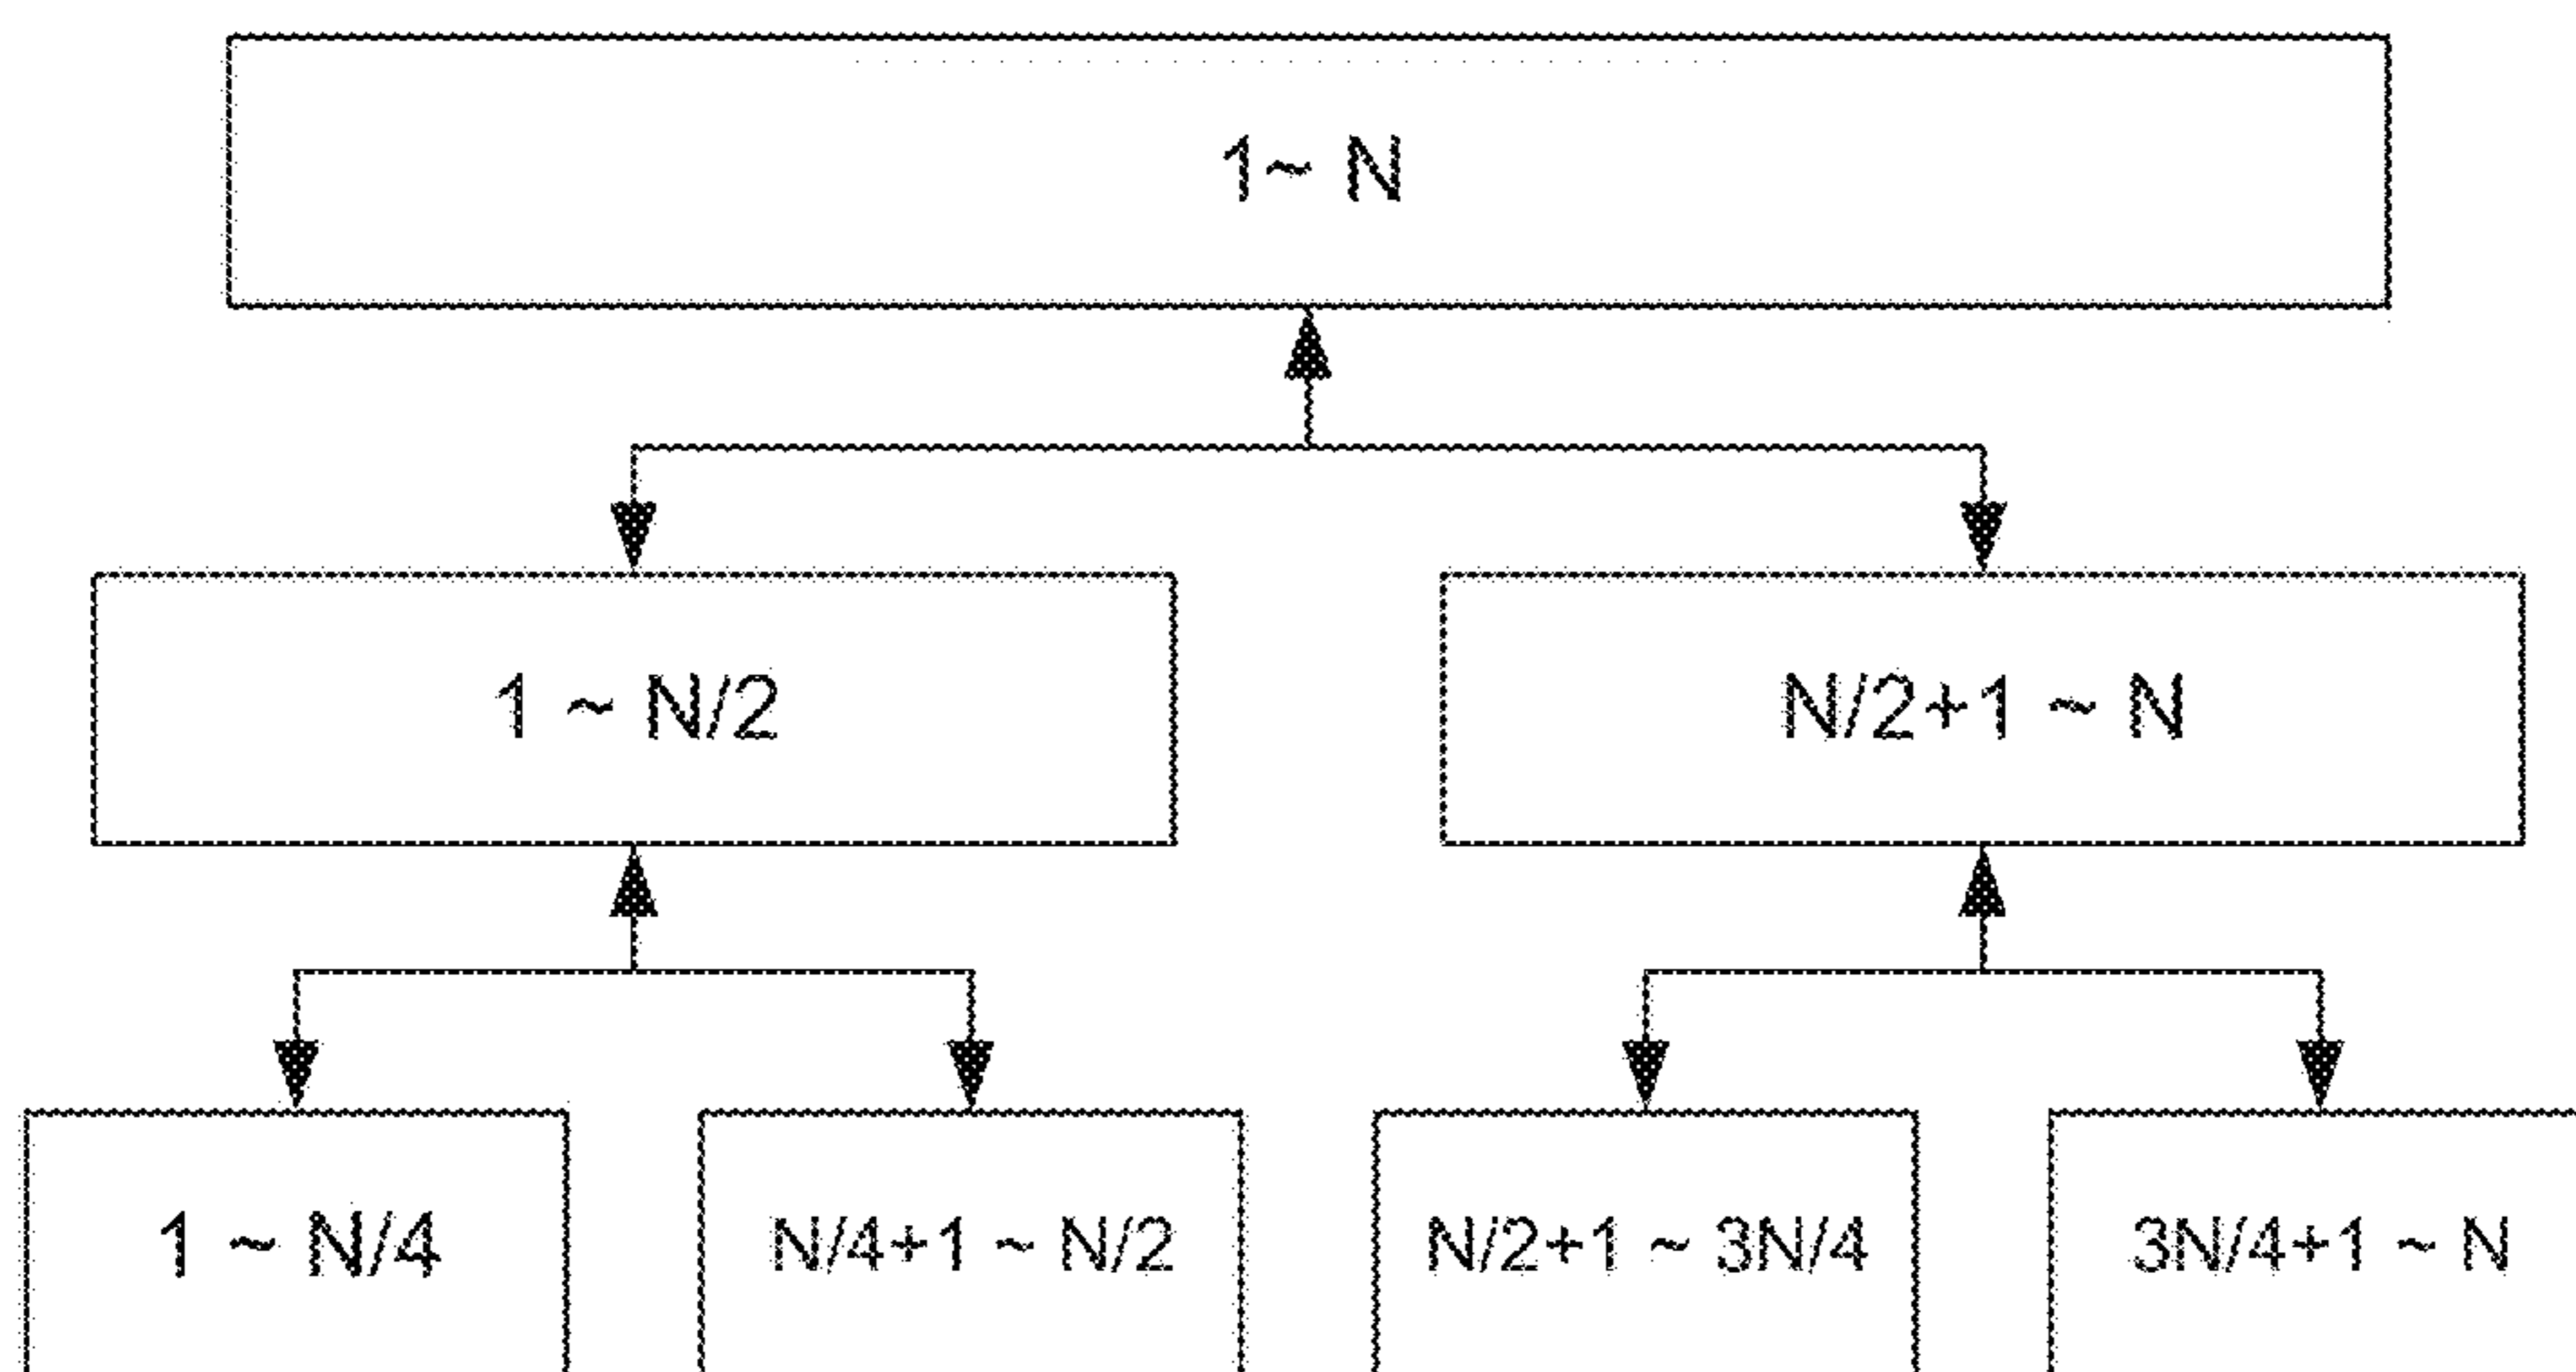 1~ N
1 ~ N/2
N/2+1 ~ N
1 ~ N/4
N/4+1 ~ N/2
N/2+1 ~ 3N/4
3N/4+1 ~ N